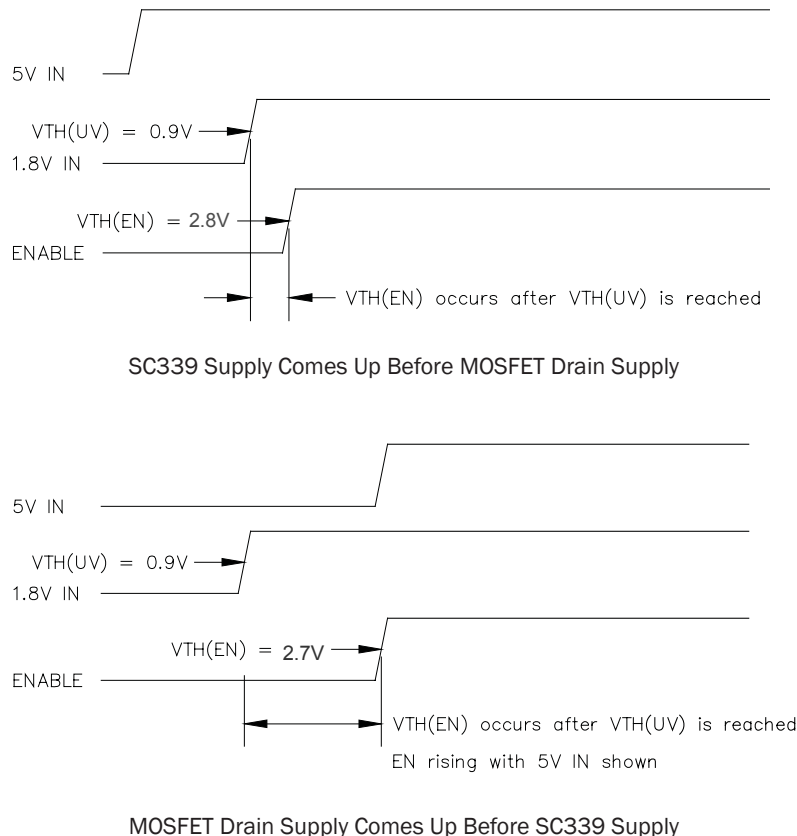 5V IN
VTH(UV) = 0.9V
1.8V IN
VTH(EN) = 2.8V
ENABLE
VTH(EN) occurs after VTH(UV) is reached
SC339 Supply Comes Up Before MOSFET Drain Supply
5V IN
VTH(UV) = 0.9V
1.8V IN
VTH(EN) = 2.7V
ENABLE
VTH(EN) occurs after VTH(UV) is reached
EN rising with 5V IN shown
MOSFET Drain Supply Comes Up Before SC339 Supply